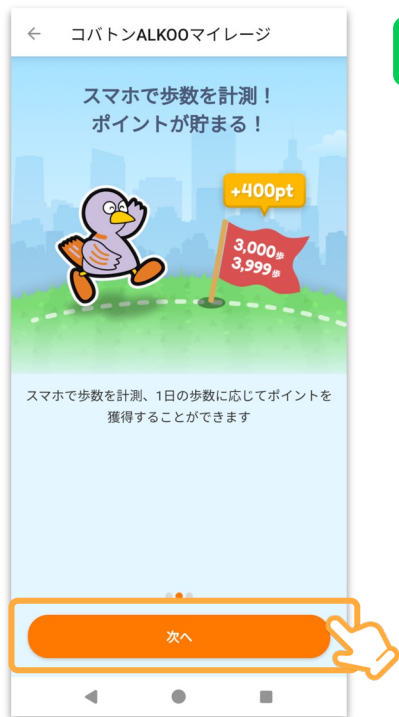 コバトンALKOOマイレージ
スマホで歩数を計測！
ポイントが貯まる！
+400pt
3,000歩
3,999歩
スマホで歩数を計測、1日の歩数に応じてポイントを
獲得することができます
次へ